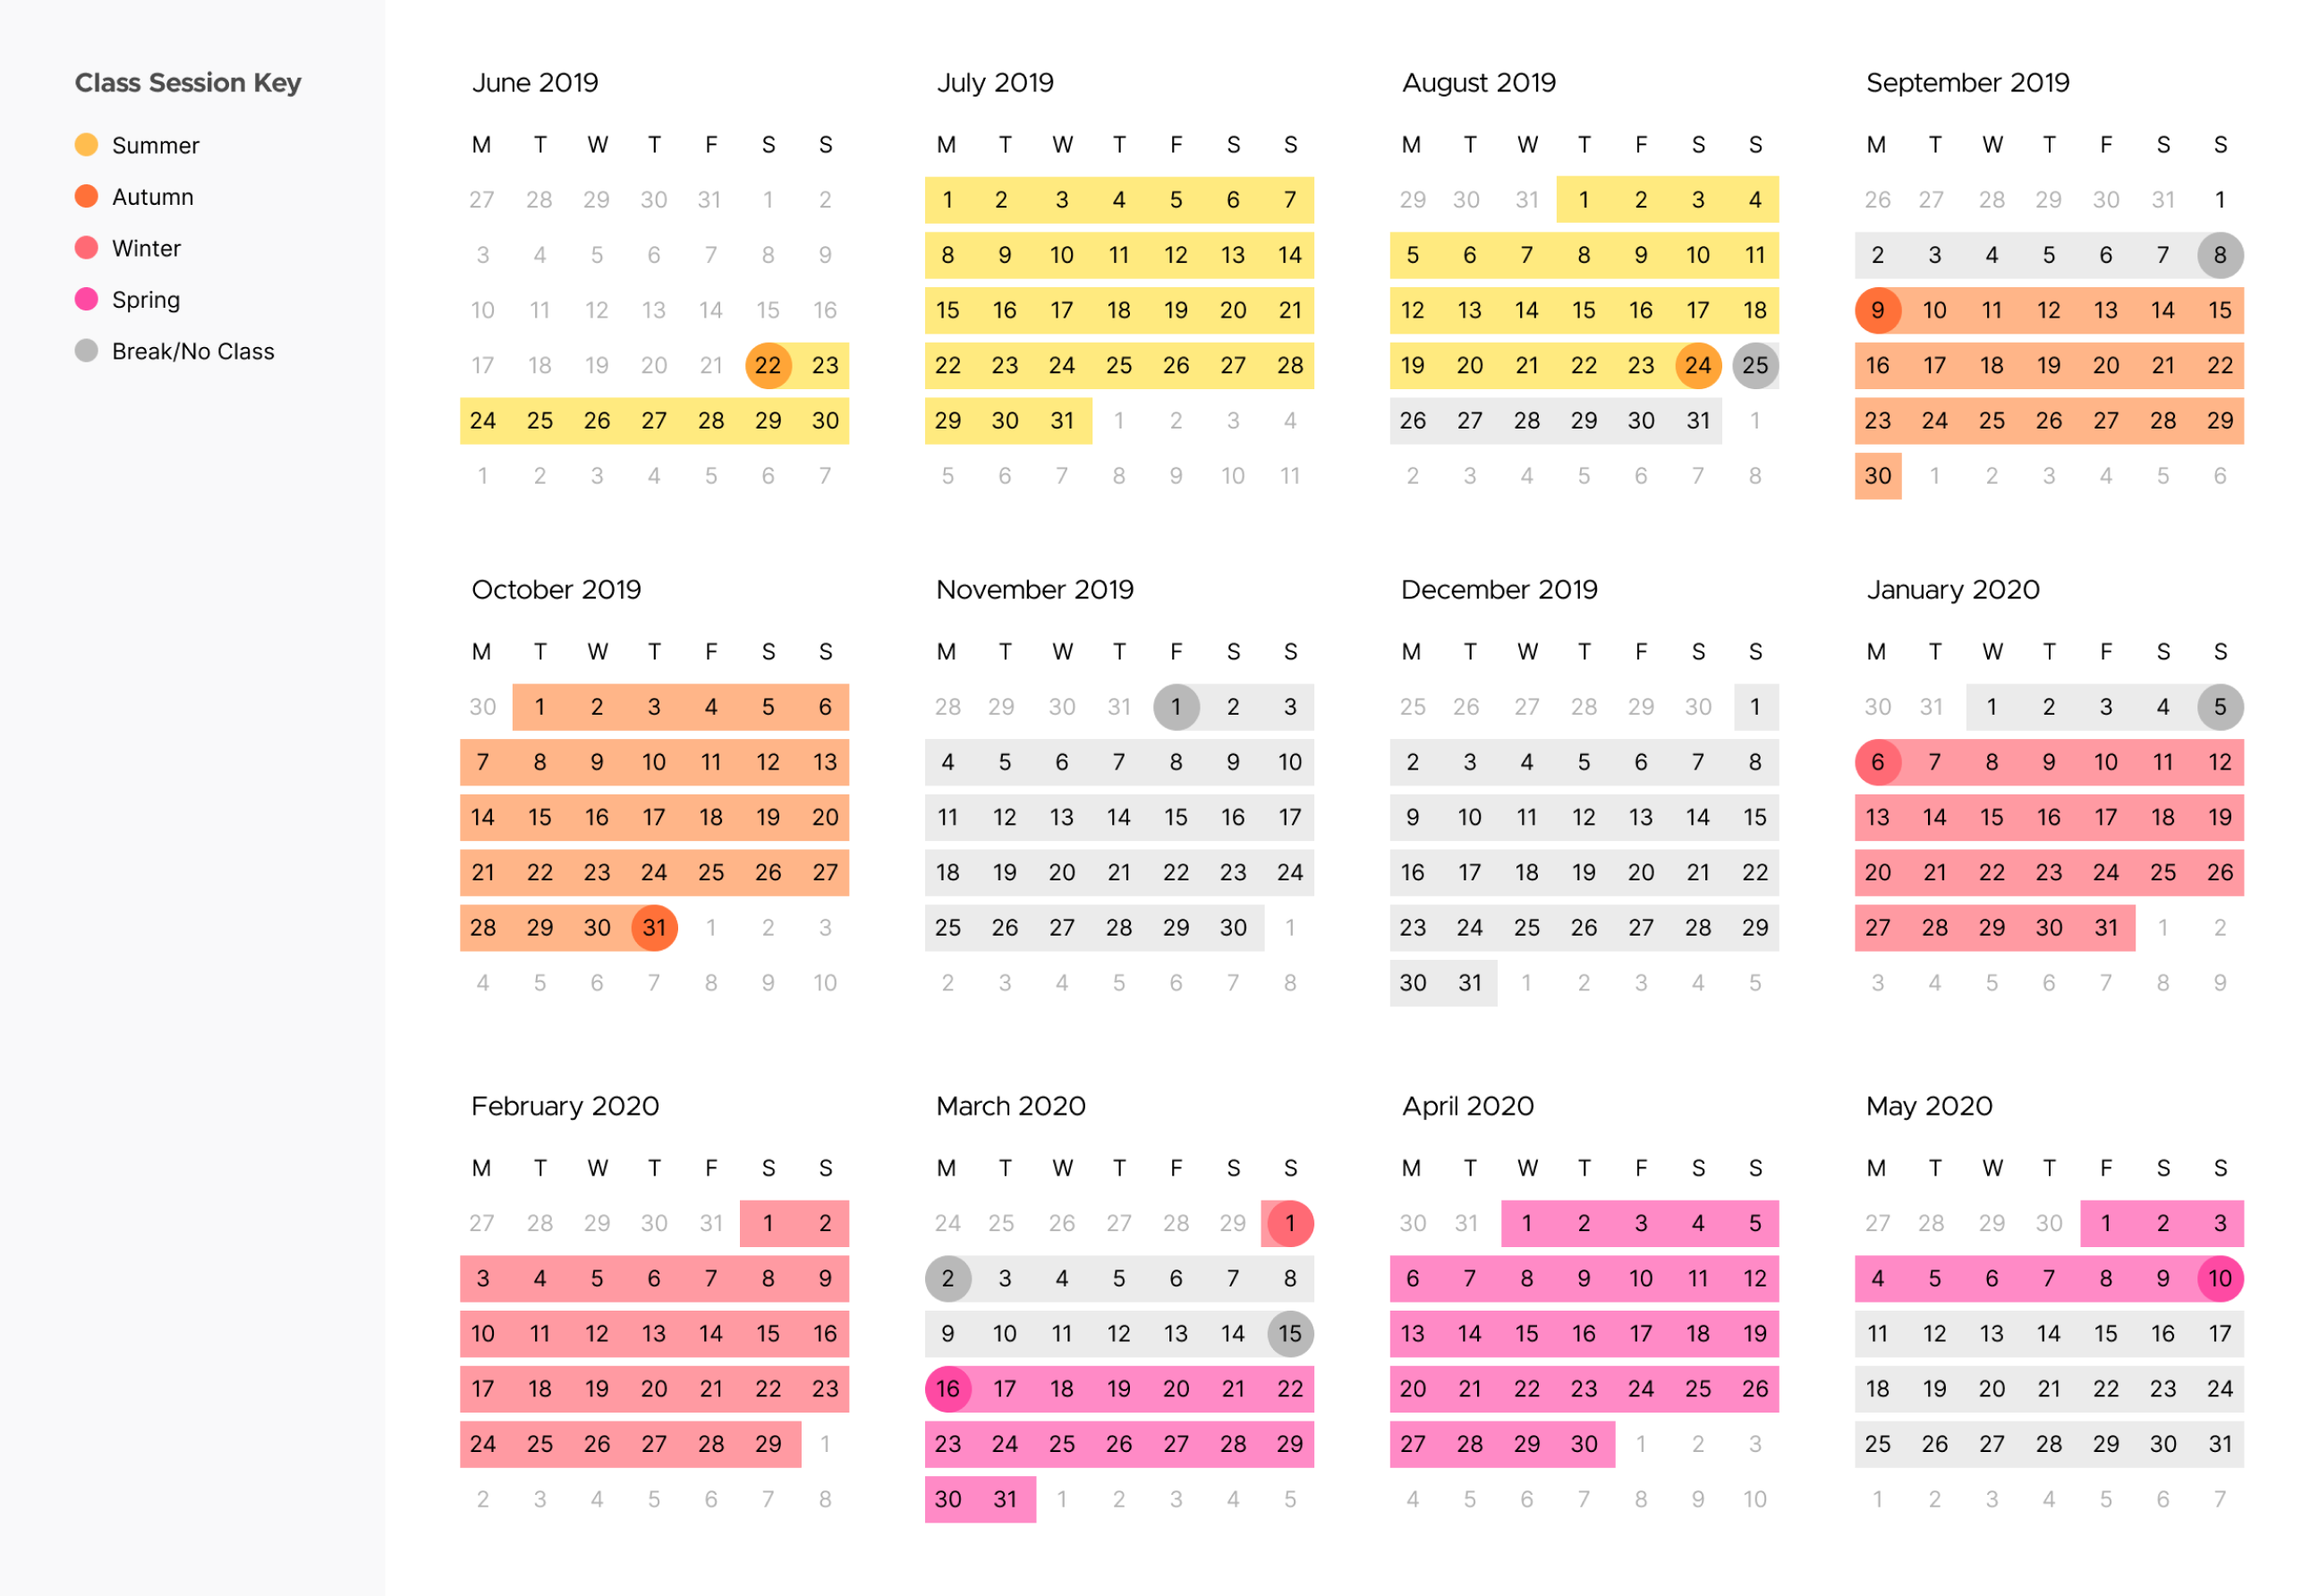 Class Session Key
Summer
Autumn
Winter
Spring
Break/No Class
June 2019
M T W T F S S
27 28 29 30 31 1 2
3 4 5 6 7 8 9
10 11 12 13 14 15 16
17 18 19 20 21 22 23
24 25 26 27 28 29 30
1 2 3 4 5 6 7
July 2019
M T W T F S S
1 2 3 4 5 6 7
8 9 10 11 12 13 14
15 16 17 18 19 20 21
22 23 24 25 26 27 28
29 30 31 1 2 3 4
5 6 7 8 9 10 11
August 2019
M T W T F S S
29 30 31 1 2 3 4
5 6 7 8 9 10 11
12 13 14 15 16 17 18
19 20 21 22 23 24 25
26 27 28 29 30 31 1
2 3 4 5 6 7 8
September 2019
M T W T F S S
26 27 28 29 30 31 1
2 3 4 5 6 7 8
9 10 11 12 13 14 15
16 17 18 19 20 21 22
23 24 25 26 27 28 29
30 1 2 3 4 5 6
October 2019
M T W T F S S
30 1 2 3 4 5 6
7 8 9 10 11 12 13
14 15 16 17 18 19 20
21 22 23 24 25 26 27
28 29 30 31 1 2 3
4 5 6 7 8 9 10
November 2019
M T W T F S S
28 29 30 31 1 2 3
4 5 6 7 8 9 10
11 12 13 14 15 16 17
18 19 20 21 22 23 24
25 26 27 28 29 30 1
2 3 4 5 6 7 8
December 2019
M T W T F S S
25 26 27 28 29 30 1
2 3 4 5 6 7 8
9 10 11 12 13 14 15
16 17 18 19 20 21 22
23 24 25 26 27 28 29
30 31 1 2 3 4 5
January 2020
M T W T F S S
30 31 1 2 3 4 5
6 7 8 9 10 11 12
13 14 15 16 17 18 19
20 21 22 23 24 25 26
27 28 29 30 31 1 2
3 4 5 6 7 8 9
February 2020
M T W T F S S
27 28 29 30 31 1 2
3 4 5 6 7 8 9
10 11 12 13 14 15 16
17 18 19 20 21 22 23
24 25 26 27 28 29 1
2 3 4 5 6 7 8
March 2020
M T W T F S S
24 25 26 27 28 29 1
2 3 4 5 6 7 8
9 10 11 12 13 14 15
16 17 18 19 20 21 22
23 24 25 26 27 28 29
30 31 1 2 3 4 5
April 2020
M T W T F S S
30 31 1 2 3 4 5
6 7 8 9 10 11 12
13 14 15 16 17 18 19
20 21 22 23 24 25 26
27 28 29 30 1 2 3
4 5 6 7 8 9 10
May 2020
M T W T F S S
27 28 29 30 1 2 3
4 5 6 7 8 9 10
11 12 13 14 15 16 17
18 19 20 21 22 23 24
25 26 27 28 29 30 31
1 2 3 4 5 6 7